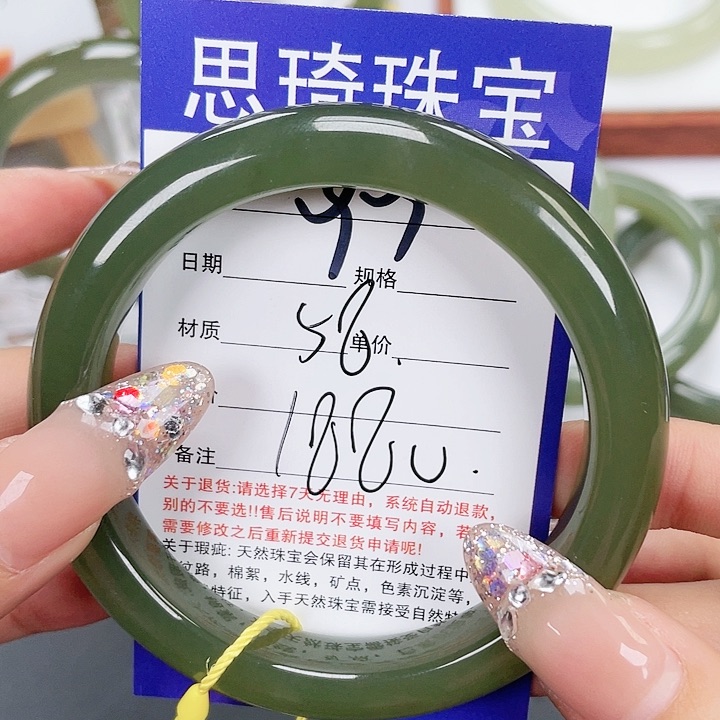 思琦珠宝
99
日期 规格
58
材质 单价
备注 1880.
关于退货:请选择7天无理由，系统自动退款，
别的不要选!!售后说明不要填写内容，若
需要修改之后重新提交退货申请呢!
关于瑕疵: 天然珠宝会保留其在形成过程中
纹路，棉絮，水线，矿点，色素沉淀等，
特征，入手天然珠宝需接受自然特